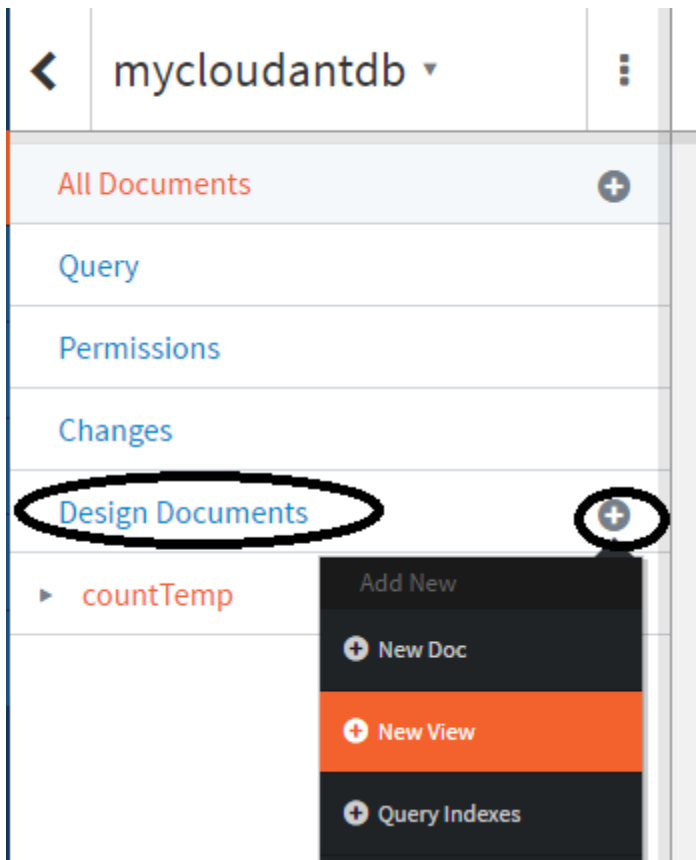 mycloudantdb
All Documents
Query
Permissions
Changes
Design Documents
countTemp
Add New
New Doc
New View
Query Indexes